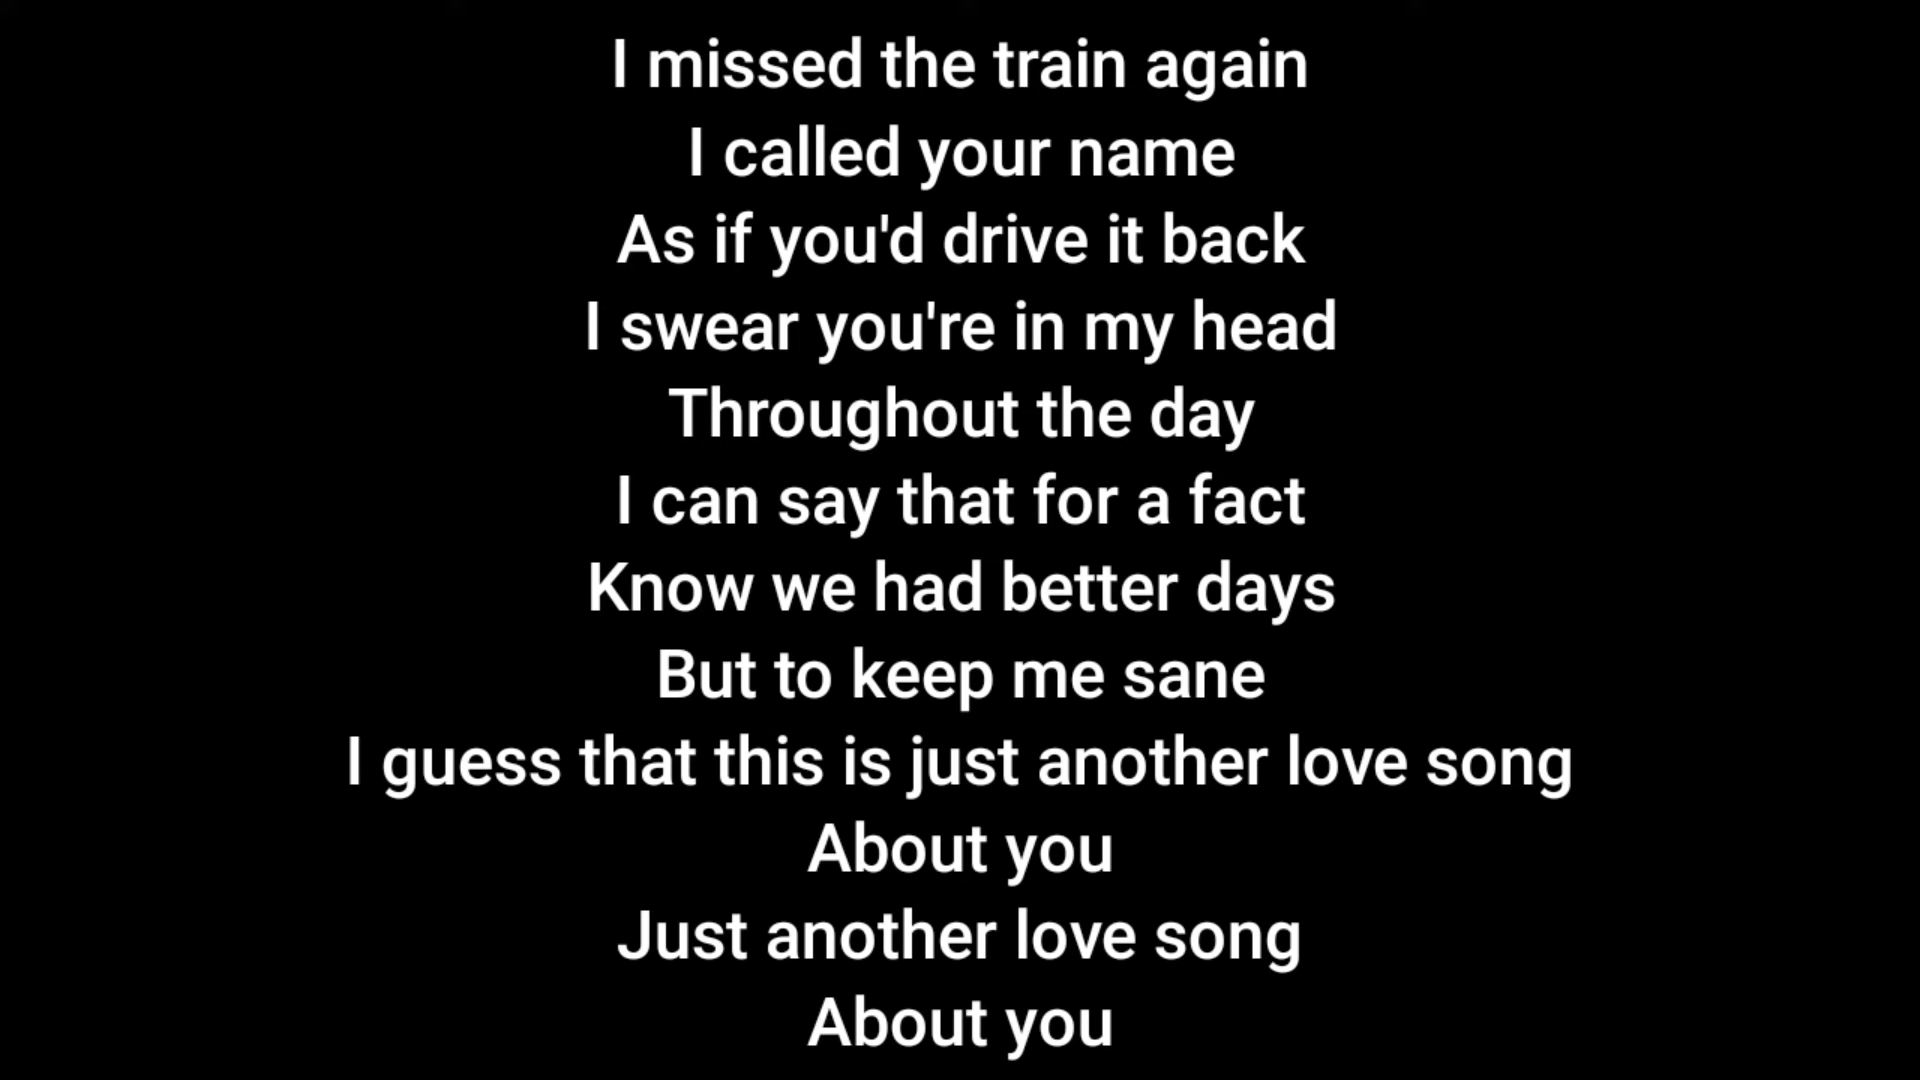 I missed the train again
I called your name
As if you'd drive it back
I swear you're in my head
Throughout the day
I can say that for a fact
Know we had better days
But to keep me sane
I guess that this is just another love song
About you
Just another love song
About you